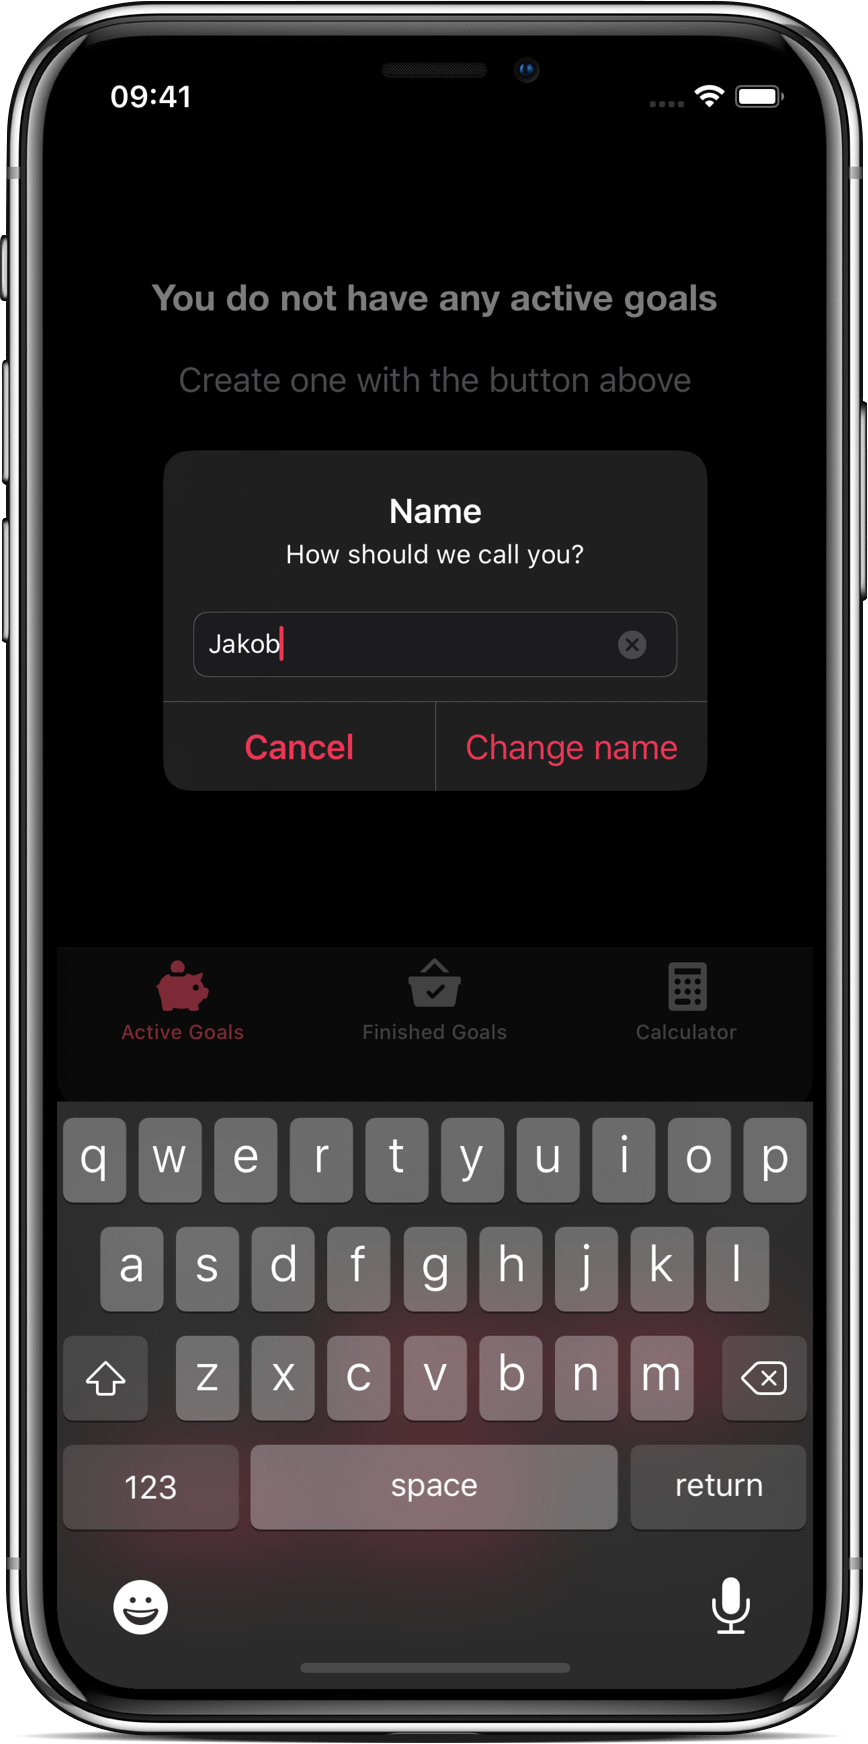 09:41
You do not have any active goals
Create one with the button above
Name
How should we call you?
Jakob
Cancel
Change name
Active Goals
Finished Goals
Calculator
q w e r t y u i o p
a s d f g h j k l
z x c v b n m
123
space
return